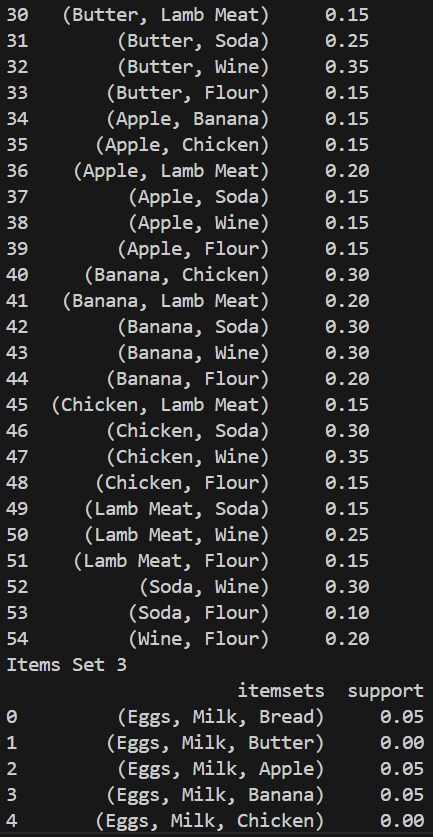 30 (Butter, Lamb Meat) 0.15
31 (Butter, Soda) 0.25
32 (Butter, Wine) 0.35
33 (Butter, Flour) 0.15
34 (Apple, Banana) 0.15
35 (Apple, Chicken) 0.15
36 (Apple, Lamb Meat) 0.20
37 (Apple, Soda) 0.15
38 (Apple, Wine) 0.15
39 (Apple, Flour) 0.15
40 (Banana, Chicken) 0.30
41 (Banana, Lamb Meat) 0.20
42 (Banana, Soda) 0.30
43 (Banana, Wine) 0.30
44 (Banana, Flour) 0.20
45 (Chicken, Lamb Meat) 0.15
46 (Chicken, Soda) 0.30
47 (Chicken, Wine) 0.35
48 (Chicken, Flour) 0.15
49 (Lamb Meat, Soda) 0.15
50 (Lamb Meat, Wine) 0.25
51 (Lamb Meat, Flour) 0.15
52 (Soda, Wine) 0.30
53 (Soda, Flour) 0.10
54 (Wine, Flour) 0.20
Items Set 3
itemsets support
0 (Eggs, Milk, Bread) 0.05
1 (Eggs, Milk, Butter) 0.00
2 (Eggs, Milk, Apple) 0.05
3 (Eggs, Milk, Banana) 0.05
4 (Eggs, Milk, Chicken) 0.00